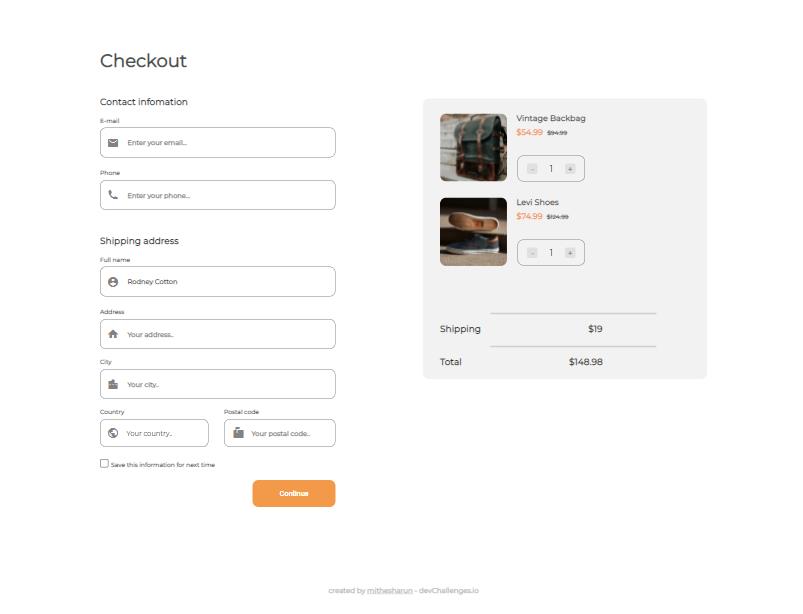 Checkout
Contact infomation
E-mail
Enter your email...
Phone
Enter your phone...
Shipping address
Full name
Rodney Cotton
Address
Your address..
City
Your city..
Country
Postal code
Your country..
Your postal code..
Save this information for next time
Continue
Vintage Backbag
$54.99 $94.99
- 1 +
Levi Shoes
$74.99 $124.99
- 1 +
Shipping $19
Total $148.98
created by mithesharun - devChallenges.io